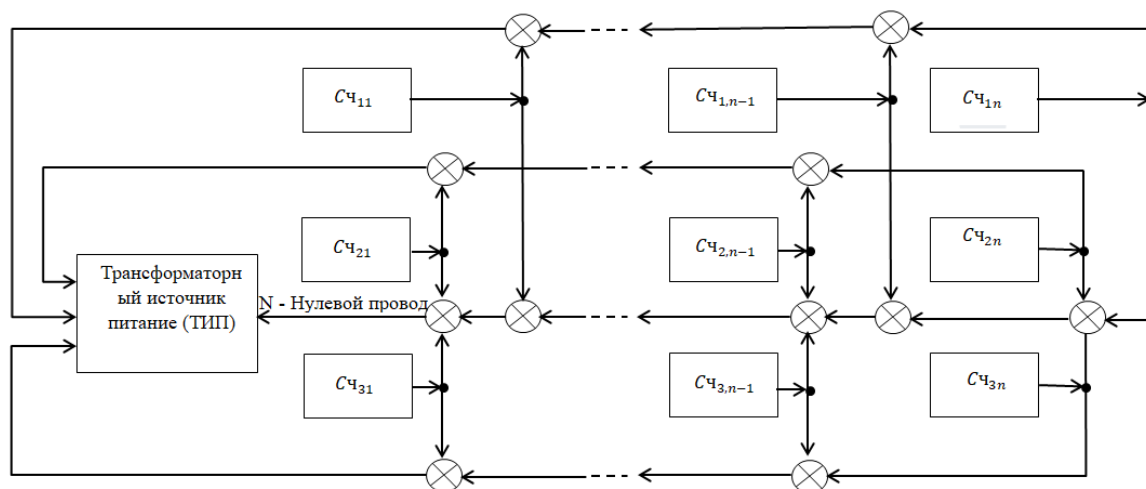 Сч₁₁
Сч₁,ₙ₋₁
Сч₁ₙ
Сч₂₁
Сч₂,ₙ₋₁
Сч₂ₙ
Трансформаторн
ый источник
питание (ТИП)
N - Нулевой провод
Сч₃₁
Сч₃,ₙ₋₁
Сч₃ₙ